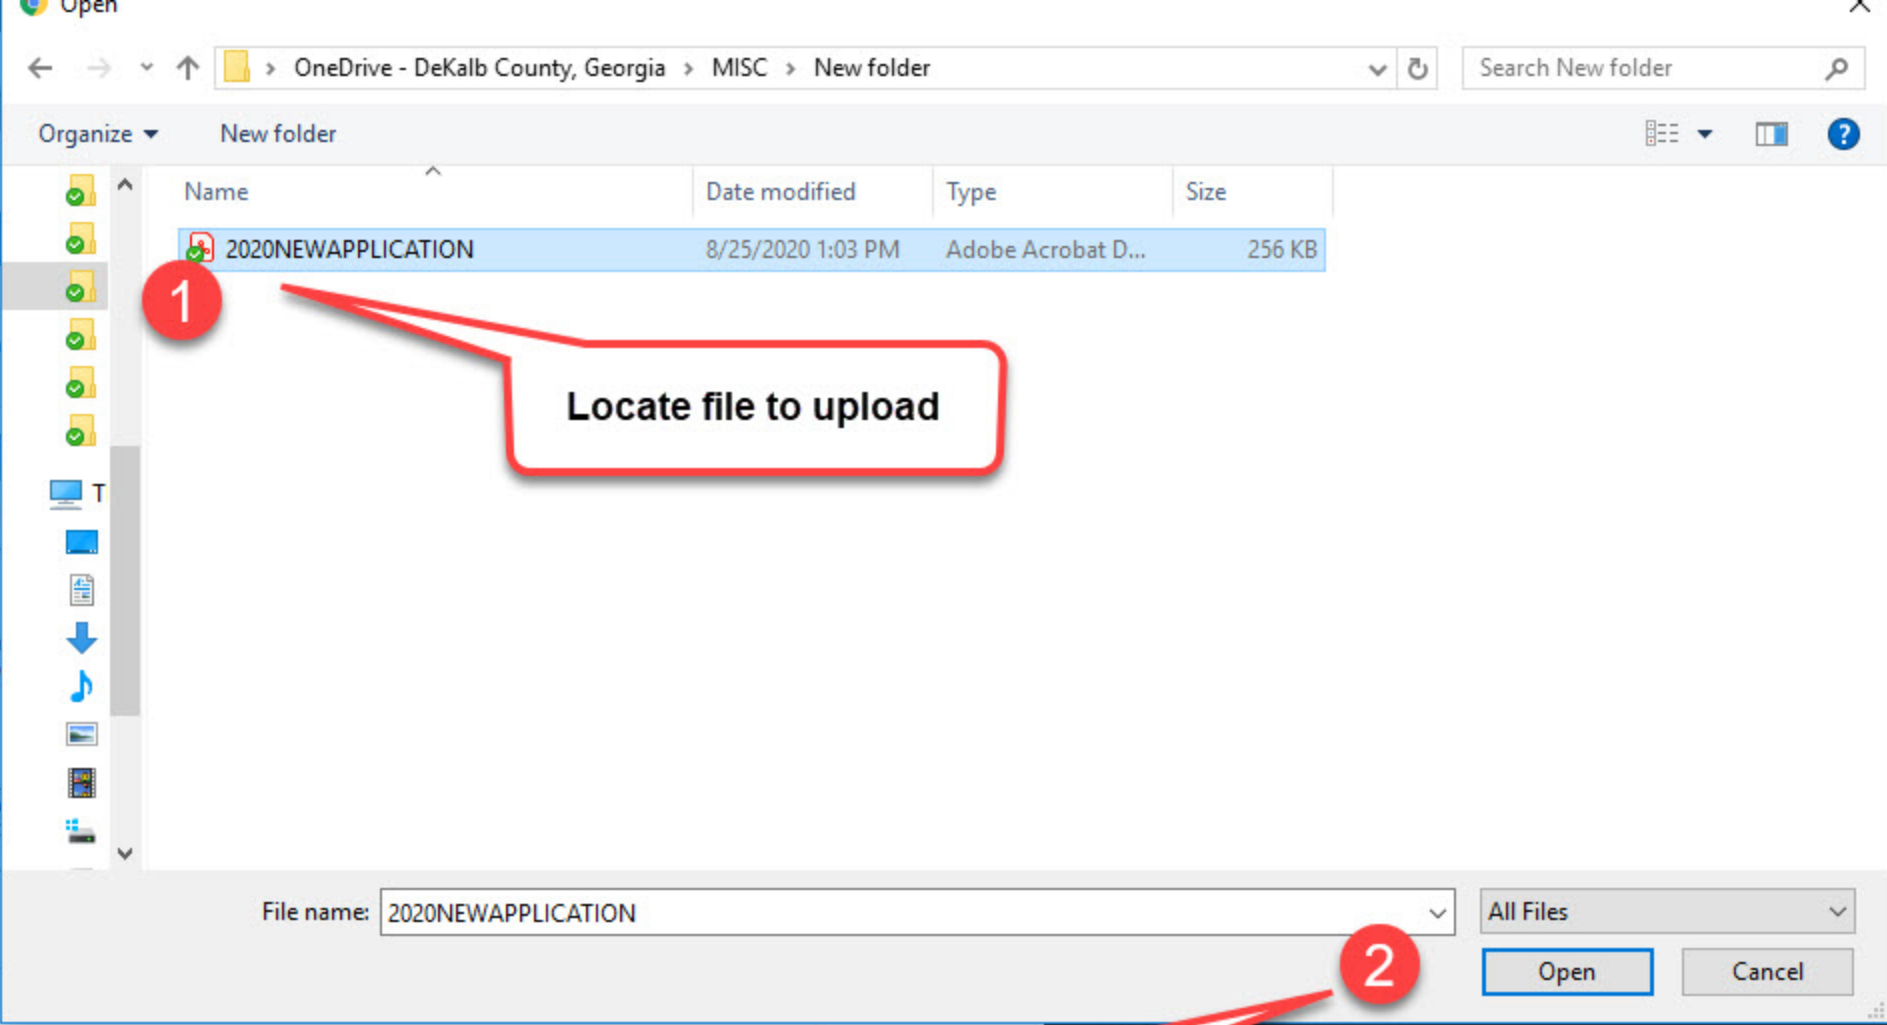 Open
OneDrive - DeKalb County, Georgia > MISC > New folder
Search New folder
Organize
New folder
Name
Date modified
Type
Size
2020NEWAPPLICATION
8/25/2020 1:03 PM
Adobe Acrobat D...
256 KB
1
Locate file to upload
T
File name:
2020NEWAPPLICATION
All Files
2
Open
Cancel